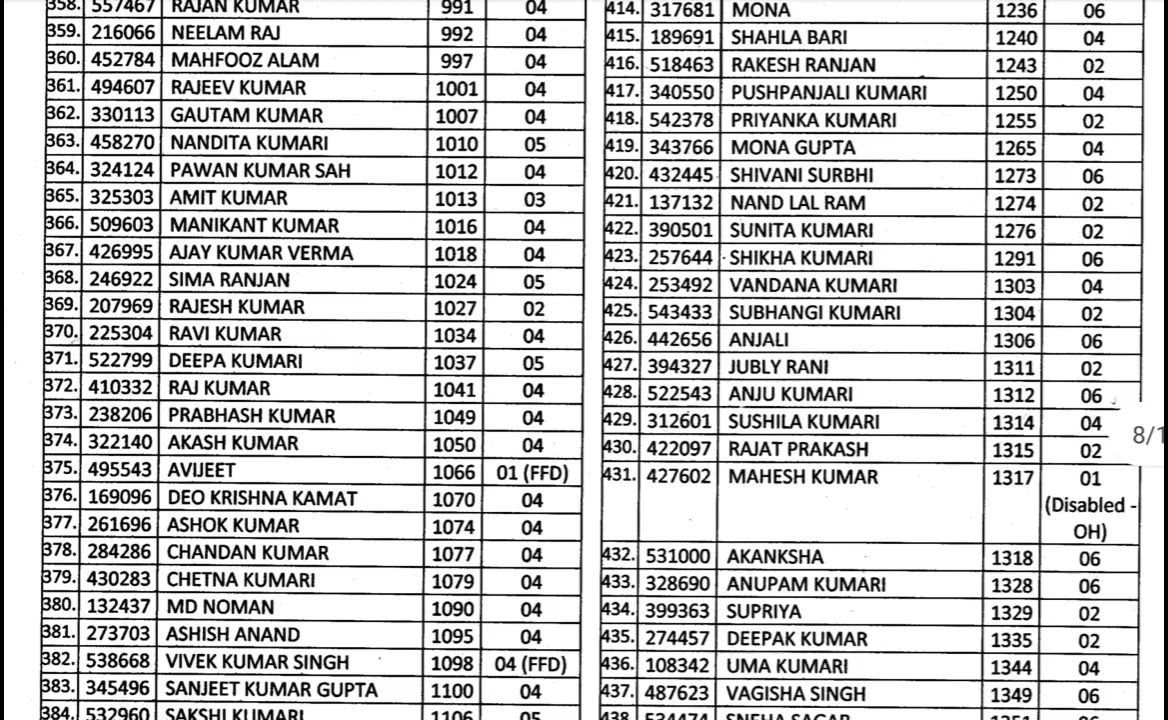 358. 557467 RAJAN KUMAR 991 04
359. 216066 NEELAM RAJ 992 04
360. 452784 MAHFOOZ ALAM 997 04
361. 494607 RAJEEV KUMAR 1001 04
362. 330113 GAUTAM KUMAR 1007 04
363. 458270 NANDITA KUMARI 1010 05
364. 324124 PAWAN KUMAR SAH 1012 04
365. 325303 AMIT KUMAR 1013 03
366. 509603 MANIKANT KUMAR 1016 04
367. 426995 AJAY KUMAR VERMA 1018 04
368. 246922 SIMA RANJAN 1024 05
369. 207969 RAJESH KUMAR 1027 02
370. 225304 RAVI KUMAR 1034 04
371. 522799 DEEPA KUMARI 1037 05
372. 410332 RAJ KUMAR 1041 04
373. 238206 PRABHASH KUMAR 1049 04
374. 322140 AKASH KUMAR 1050 04
375. 495543 AVIJEET 1066 01 (FFD)
376. 169096 DEO KRISHNA KAMAT 1070 04
377. 261696 ASHOK KUMAR 1074 04
378. 284286 CHANDAN KUMAR 1077 04
379. 430283 CHETNA KUMARI 1079 04
380. 132437 MD NOMAN 1090 04
381. 273703 ASHISH ANAND 1095 04
382. 538668 VIVEK KUMAR SINGH 1098 04 (FFD)
383. 345496 SANJEET KUMAR GUPTA 1100 04
384. 532960 SAKSHI KUMARI 1106 05
414. 317681 MONA 1236 06
415. 189691 SHAHLA BARI 1240 04
416. 518463 RAKESH RANJAN 1243 02
417. 340550 PUSHPANJALI KUMARI 1250 04
418. 542378 PRIYANKA KUMARI 1255 02
419. 343766 MONA GUPTA 1265 04
420. 432445 SHIVANI SURBHI 1273 06
421. 137132 NAND LAL RAM 1274 02
422. 390501 SUNITA KUMARI 1276 02
423. 257644 SHIKHA KUMARI 1291 06
424. 253492 VANDANA KUMARI 1303 04
425. 543433 SUBHANGI KUMARI 1304 02
426. 442656 ANJALI 1306 06
427. 394327 JUBLY RANI 1311 02
428. 522543 ANJU KUMARI 1312 06
429. 312601 SUSHILA KUMARI 1314 04
430. 422097 RAJAT PRAKASH 1315 02
431. 427602 MAHESH KUMAR 1317 01
(Disabled -
OH)
432. 531000 AKANKSHA 1318 06
433. 328690 ANUPAM KUMARI 1328 06
434. 399363 SUPRIYA 1329 02
435. 274457 DEEPAK KUMAR 1335 02
436. 108342 UMA KUMARI 1344 04
437. 487623 VAGISHA SINGH 1349 06
438. 534474 SNEHA SAGAR 1351 06
8/1